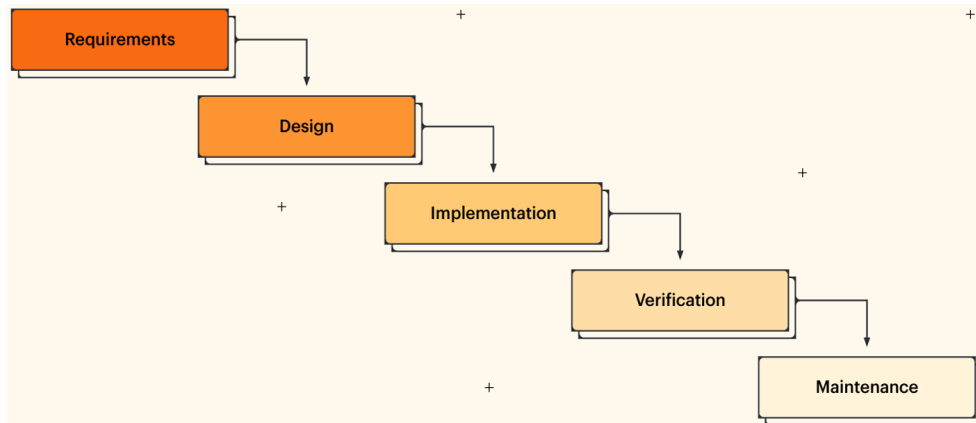 Requirements
Design
Implementation
Verification
Maintenance